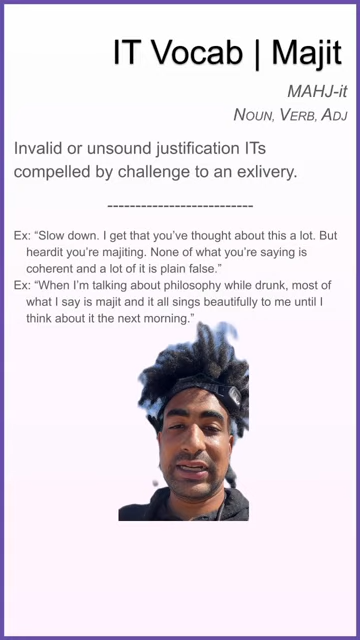 IT Vocab | Majit
MAHJ-it
Noun, Verb, Adj
Invalid or unsound justification ITs
compelled by challenge to an exlivery.
--------------------------
Ex: “Slow down. I get that you’ve thought about this a lot. But
heardit you’re majiting. None of what you’re saying is
coherent and a lot of it is plain false.”
Ex: “When I’m talking about philosophy while drunk, most of
what I say is majit and it all sings beautifully to me until I
think about it the next morning.”